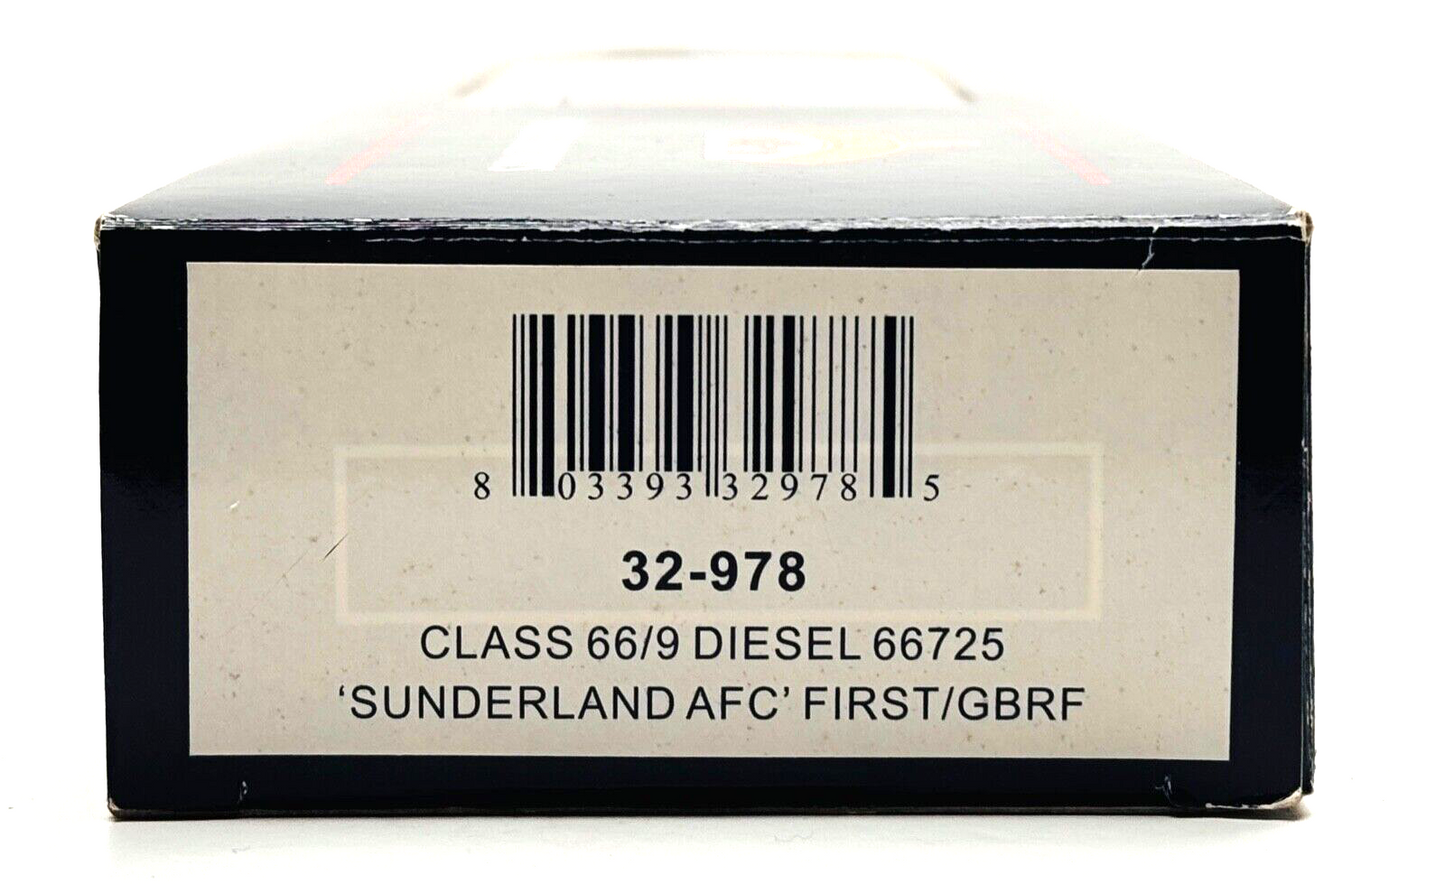 8 03393 32978 5
32-978
CLASS 66/9 DIESEL 66725
‘SUNDERLAND AFC’ FIRST/GBRF